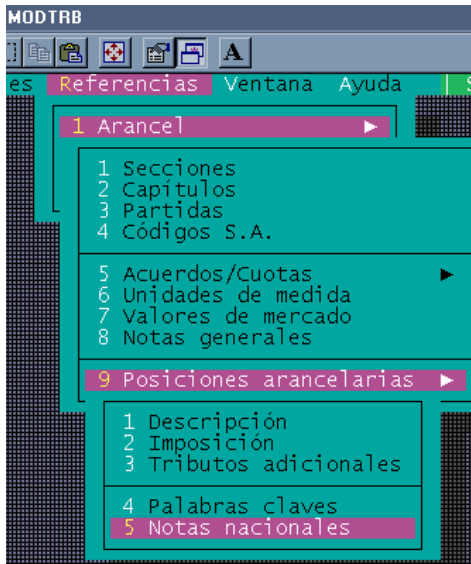 MODTRB
A
es Referencias Ventana Ayuda
1 Arancel
1 Secciones
2 Capítulos
3 Partidas
4 Códigos S.A.
5 Acuerdos/Cuotas
6 Unidades de medida
7 Valores de mercado
8 Notas generales
9 Posiciones arancelarias
1 Descripción
2 Imposición
3 Tributos adicionales
4 Palabras claves
5 Notas nacionales